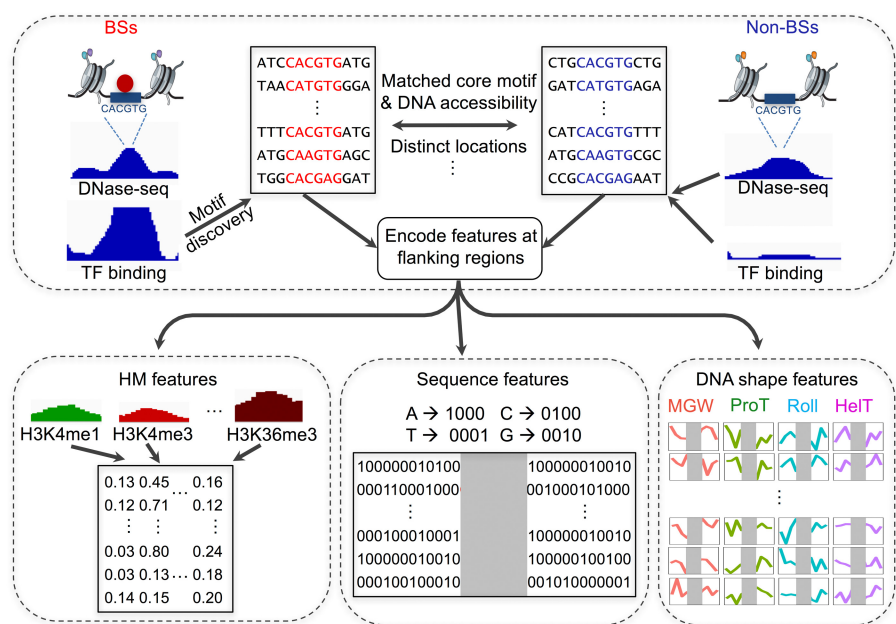 BSs
CACGTG
DNase-seq
TF binding
Motif
discovery
ATCCACGTGATG
TAACATGTGGGA
⋮
TTTCACGTGATG
ATGCAAGTGAGC
TGGCACGAGGAT
Matched core motif
& DNA accessibility
Distinct locations
⋮
CTGCACGTGCTG
GATCATGTGAGA
⋮
CATCACGTGTTT
ATGCAAGTGCGC
CCGCACGAGAAT
Non-BSs
CACGTG
DNase-seq
TF binding
Encode features at
flanking regions
HM features
...
H3K4me1 H3K4me3 H3K36me3
0.13 0.45 ... 0.16
0.12 0.71 0.12
⋮ ⋮ ⋮
0.03 0.80 0.24
0.03 0.13 ... 0.18
0.14 0.15 0.20
Sequence features
A → 1000 C → 0100
T → 0001 G → 0010
100000010100 100000010010
000110001000 001000101000
⋮ ⋮
000100010001 010001000010
100000010010 100000100100
000100100010 001010000001
DNA shape features
MGW ProT Roll HelT
⋮